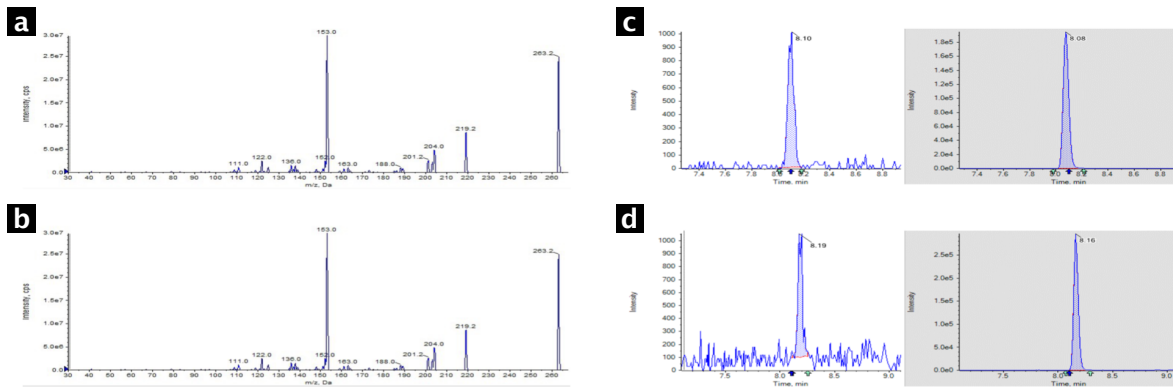 a
Intensity, cps
3.0e7
2.5e7
2.0e7
1.5e7
1.0e7
5.0e6
0.0
153.0
263.2
219.2
204.0
201.2
188.0
163.0
152.0
136.0
122.0
111.0
30 40 50 60 70 80 90 100 110 120 130 140 150 160 170 180 190 200 210 220 230 240 250 260
m/z, Da
b
Intensity, cps
3.0e7
2.5e7
2.0e7
1.5e7
1.0e7
5.0e6
0.0
153.0
263.2
219.2
204.0
201.2
188.0
163.0
152.0
136.0
122.0
111.0
30 40 50 60 70 80 90 100 110 120 130 140 150 160 170 180 190 200 210 220 230 240 250 260
m/z, Da
c
Intensity
1000
900
800
700
600
500
400
300
200
100
0
8.10
7.4 7.6 7.8 8.0 8.2 8.4 8.6 8.8
Time, min
Intensity
1.8e5
1.6e5
1.4e5
1.2e5
1.0e5
8.0e4
6.0e4
4.0e4
2.0e4
0.0
8.08
7.4 7.6 7.8 8.0 8.2 8.4 8.6 8.8
Time, min
d
Intensity
1000
900
800
700
600
500
400
300
200
100
0
8.19
7.5 8.0 8.5 9.0
Time, min
Intensity
2.5e5
2.0e5
1.5e5
1.0e5
5.0e4
0.0
8.16
7.5 8.0 8.5 9.0
Time, min